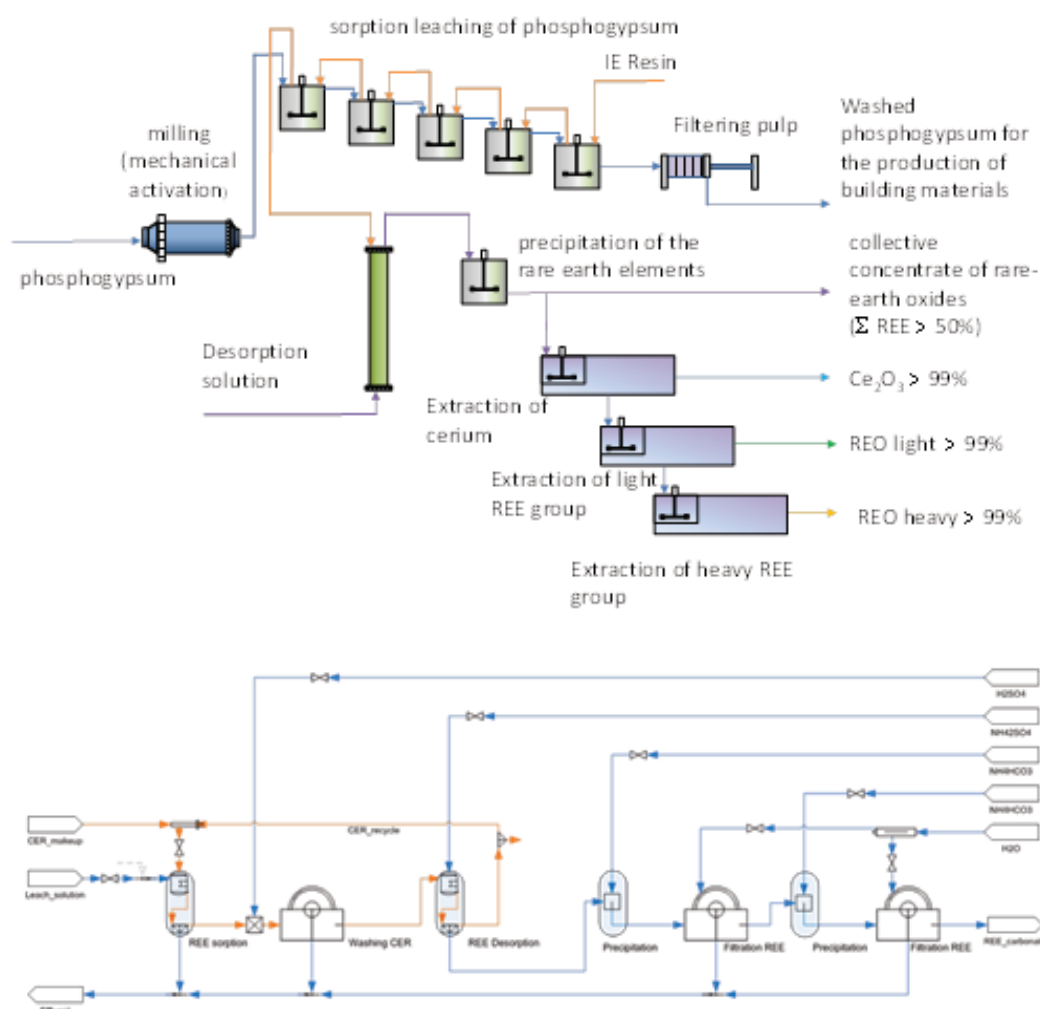 sorption leaching of phosphogypsum
IE Resin
milling
(mechanical
activation)
Filtering pulp
Washed
phosphogypsum for
the production of
building materials
phosphogypsum
precipitation of the
rare earth elements
collective
concentrate of rare-
earth oxides
(Σ REE > 50%)
Desorption
solution
Ce₂O₃ > 99%
Extraction of
cerium
REO light > 99%
Extraction of light
REE group
REO heavy > 99%
Extraction of heavy REE
group
H2SO4
NH42SO4
NH4HCO3
NH4HCO3
H2O
CER_makeup
CER_recycle
Leach_solution
REE sorption
Washing CER
REE Desorption
Precipitation
Filtration REE
Precipitation
Filtration REE
REE_carbonat